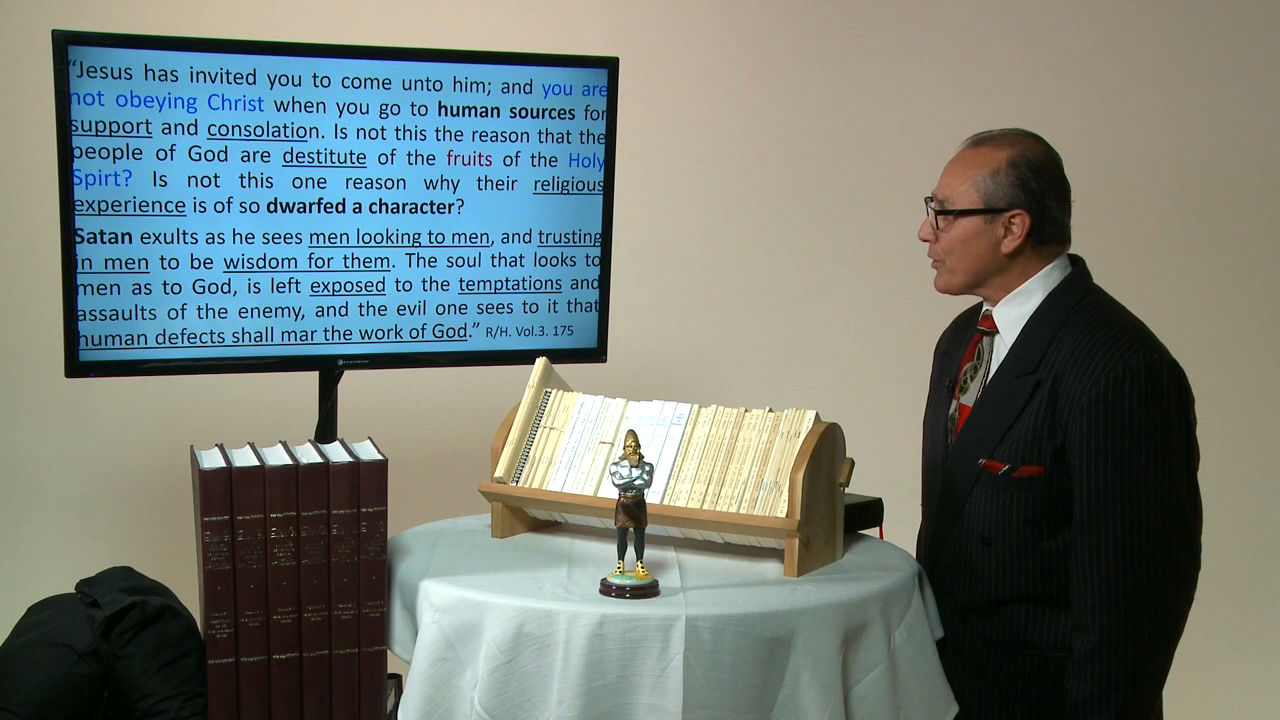 “Jesus has invited you to come unto him; and you are
not obeying Christ when you go to human sources for
support and consolation. Is not this the reason that the
people of God are destitute of the fruits of the Holy
Spirt? Is not this one reason why their religious
experience is of so dwarfed a character?
Satan exults as he sees men looking to men, and trusting
in men to be wisdom for them. The soul that looks to
men as to God, is left exposed to the temptations and
assaults of the enemy, and the evil one sees to it that
human defects shall mar the work of God.” R/H. Vol.3. 175